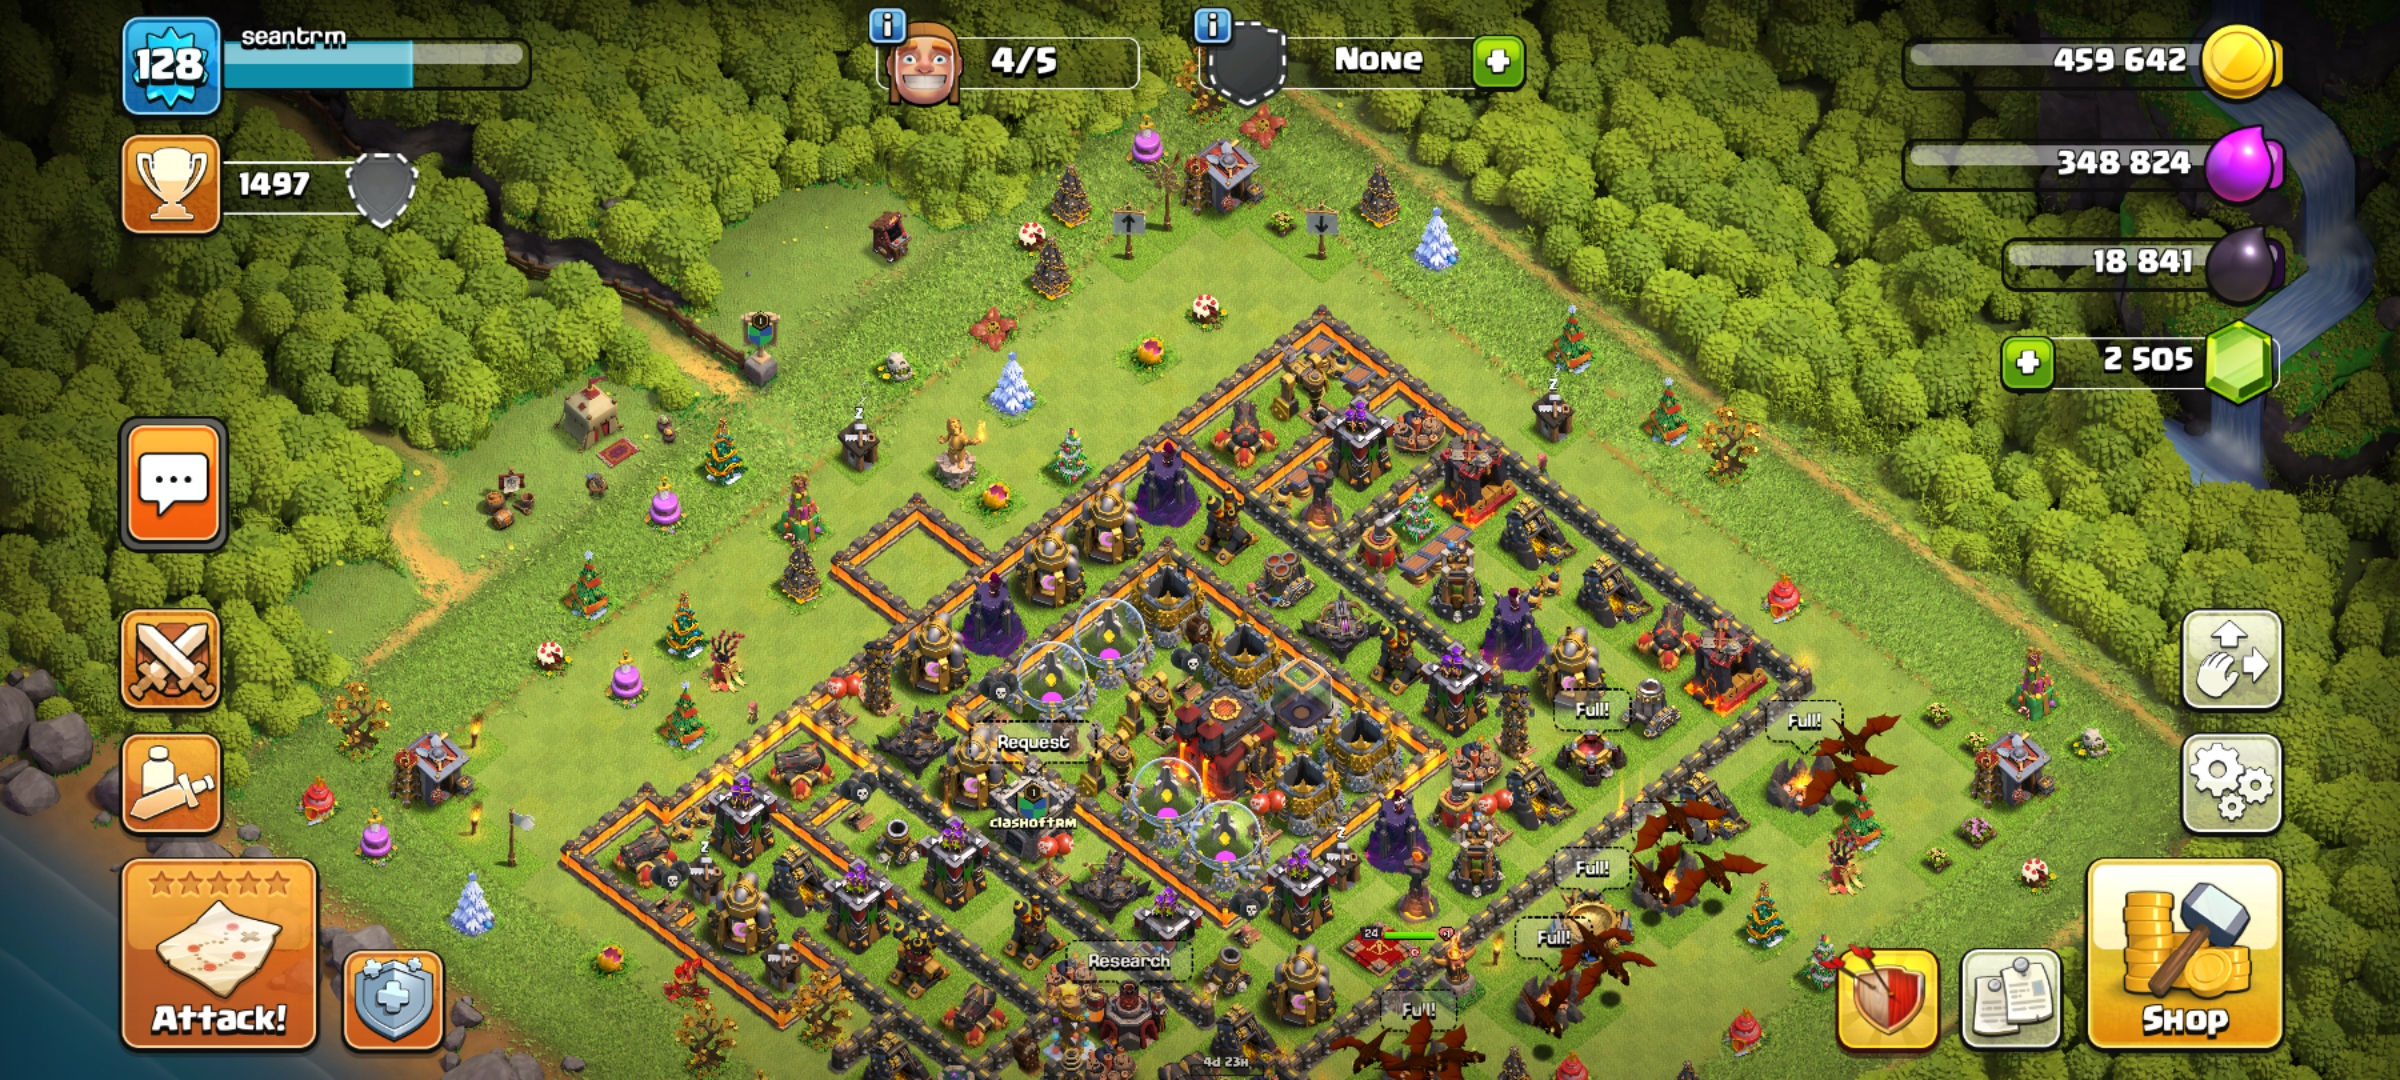 128
seantrm
4/5
None
459 642
1497
348 824
18 841
2 505
z
z
Full!
Full!
Request
clashoftrm
z
z
Full!
24
Full!
Research
Full!
4d 23h
Attack!
Shop